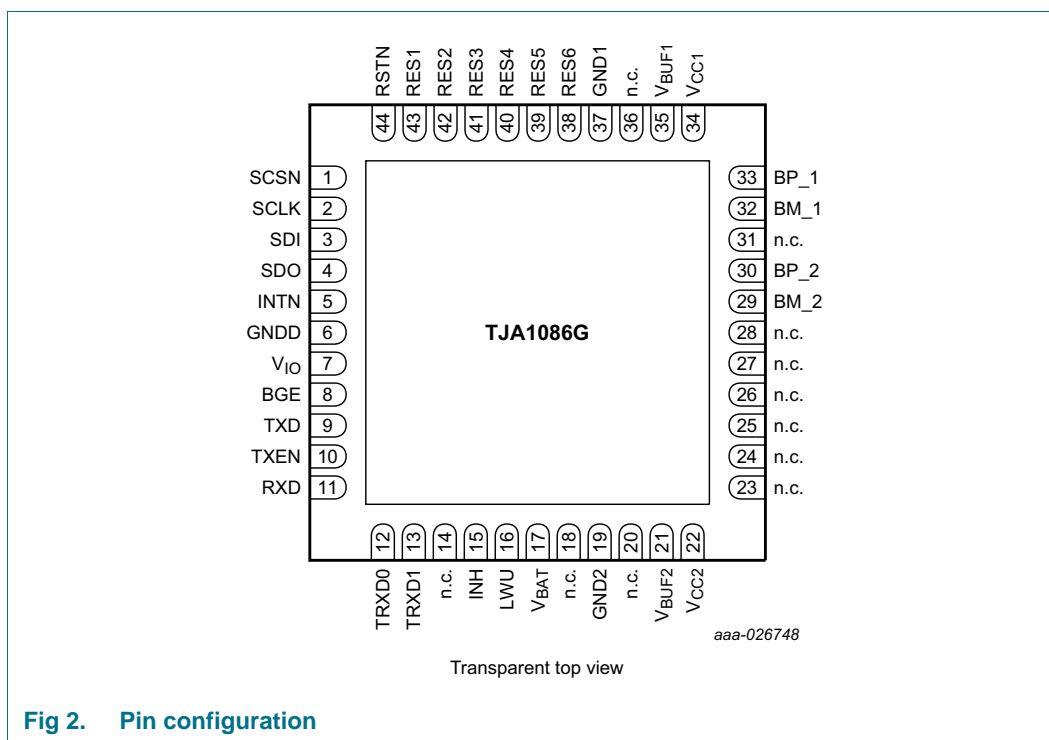 RSTN
RES1
RES2
RES3
RES4
RES5
RES6
GND1
n.c.
VBUF1
VCC1
44
43
42
41
40
39
38
37
36
35
34
SCSN 1
SCLK 2
SDI 3
SDO 4
INTN 5
GNDD 6
VIO 7
BGE 8
TXD 9
TXEN 10
RXD 11
TJA1086G
33 BP_1
32 BM_1
31 n.c.
30 BP_2
29 BM_2
28 n.c.
27 n.c.
26 n.c.
25 n.c.
24 n.c.
23 n.c.
12
13
14
15
16
17
18
19
20
21
22
TRXD0
TRXD1
n.c.
INH
LWU
VBAT
n.c.
GND2
n.c.
VBUF2
VCC2
aaa-026748
Transparent top view
Fig 2. Pin configuration